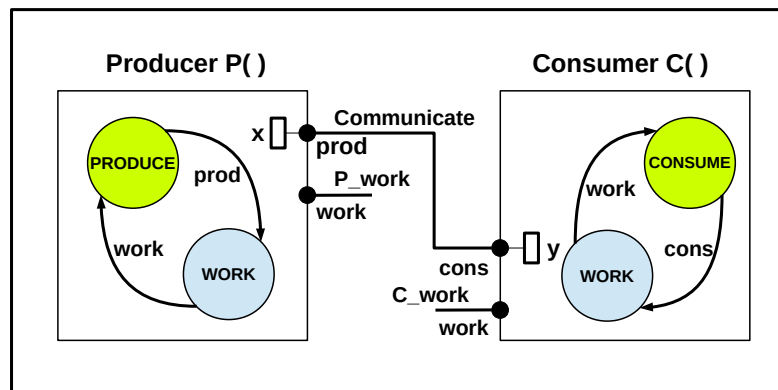 Producer P( )
Consumer C( )
x
Communicate
prod
PRODUCE
prod
P_work
work
work
WORK
work
CONSUME
cons
y
WORK
cons
C_work
work